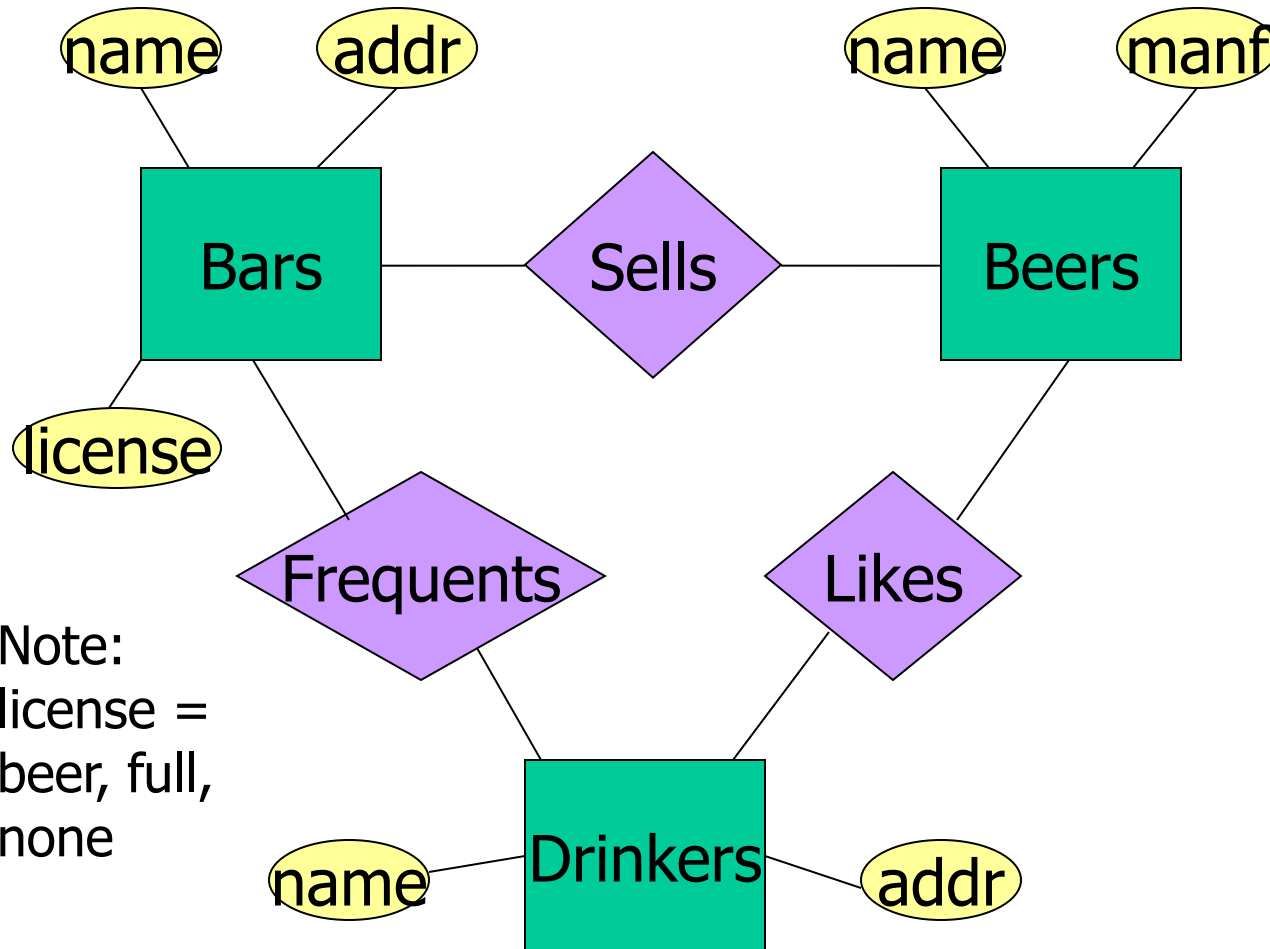 name
addr
name
manf
Bars
Sells
Beers
license
Frequents
Likes
Note:
license =
beer, full,
none
Drinkers
name
addr